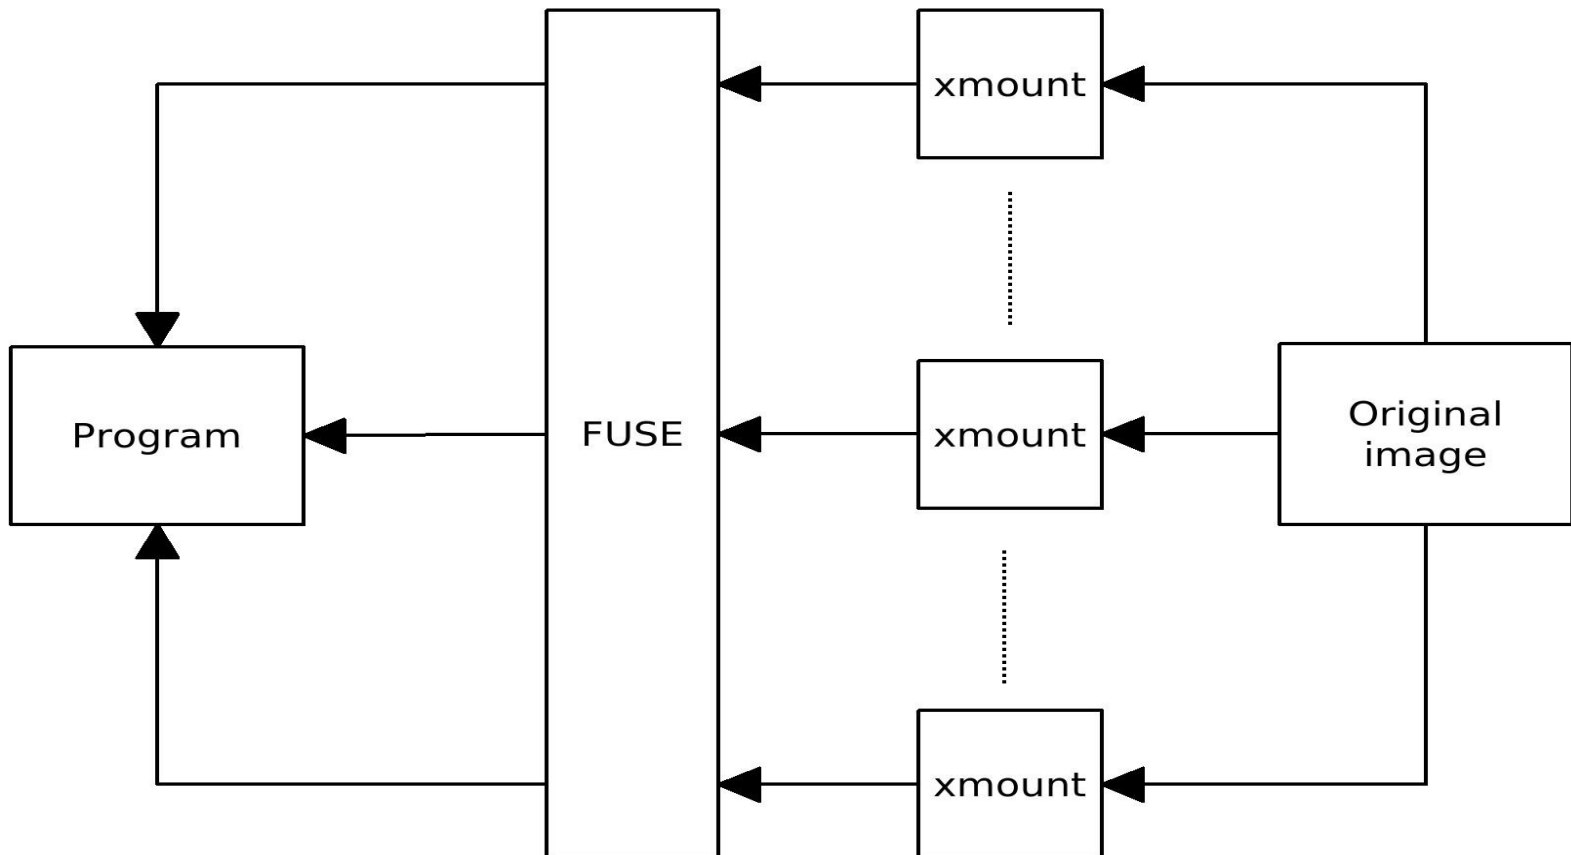 xmount
Program
FUSE
xmount
Original
image
xmount